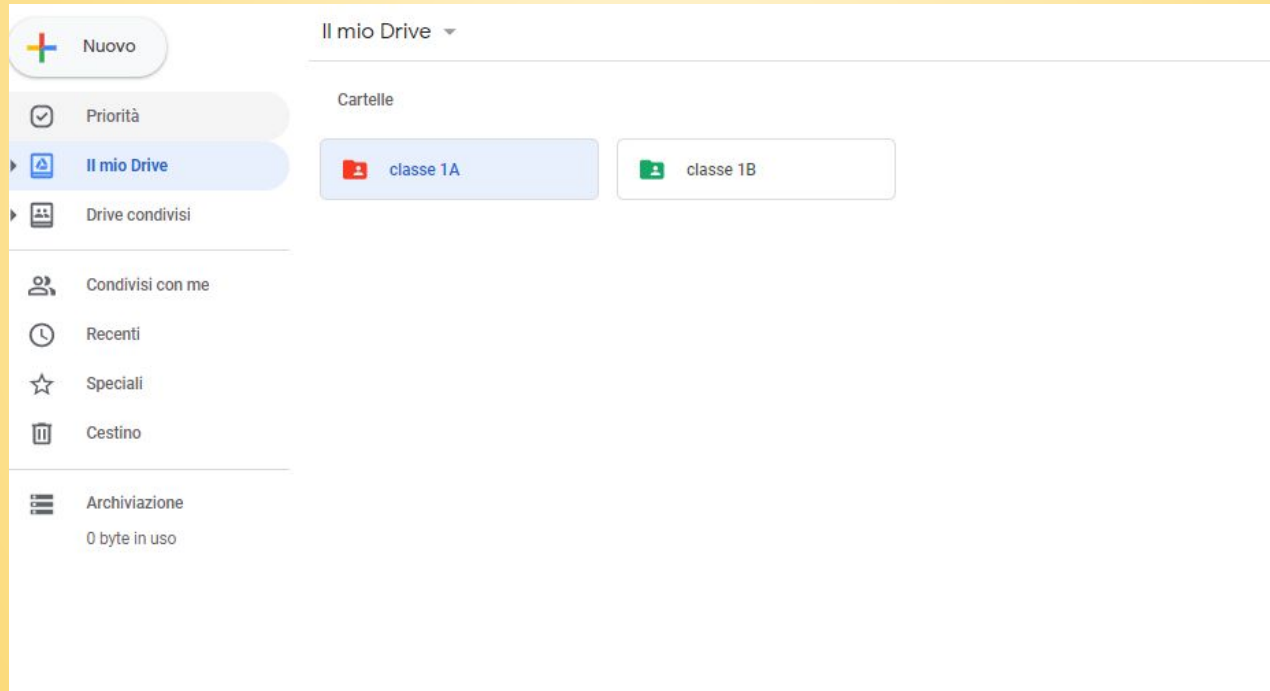 Nuovo
Priorità
Il mio Drive
Drive condivisi
Condivisi con me
Recenti
Speciali
Cestino
Archiviazione
0 byte in uso
Il mio Drive
Cartelle
classe 1A
classe 1B